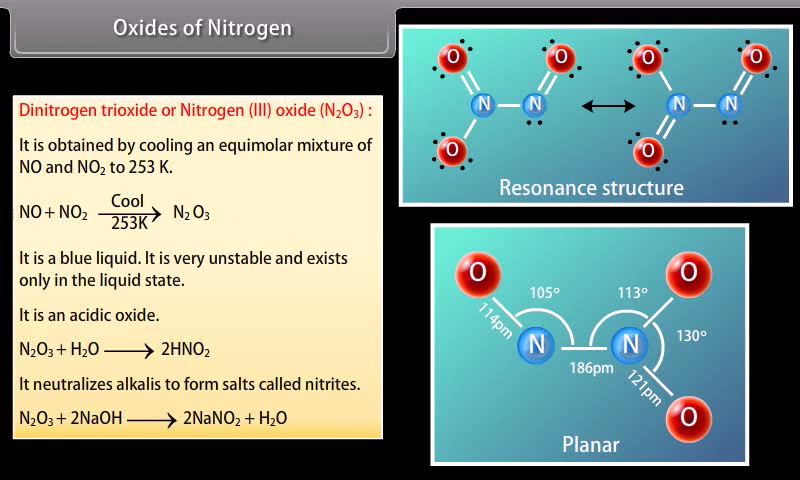 Oxides of Nitrogen
Dinitrogen trioxide or Nitrogen (III) oxide (N₂O₃) :
It is obtained by cooling an equimolar mixture of
NO and NO₂ to 253 K.
Cool
NO + NO₂ ⟶ N₂O₃
253K
It is a blue liquid. It is very unstable and exists
only in the liquid state.
It is an acidic oxide.
N₂O₃ + H₂O ⟶ 2HNO₂
It neutralizes alkalis to form salts called nitrites.
N₂O₃ + 2NaOH ⟶ 2NaNO₂ + H₂O
O O O O
N N ↔ N N
O O
Resonance structure
O O
105° 113°
114pm 130°
N N
186pm
121pm
O
Planar